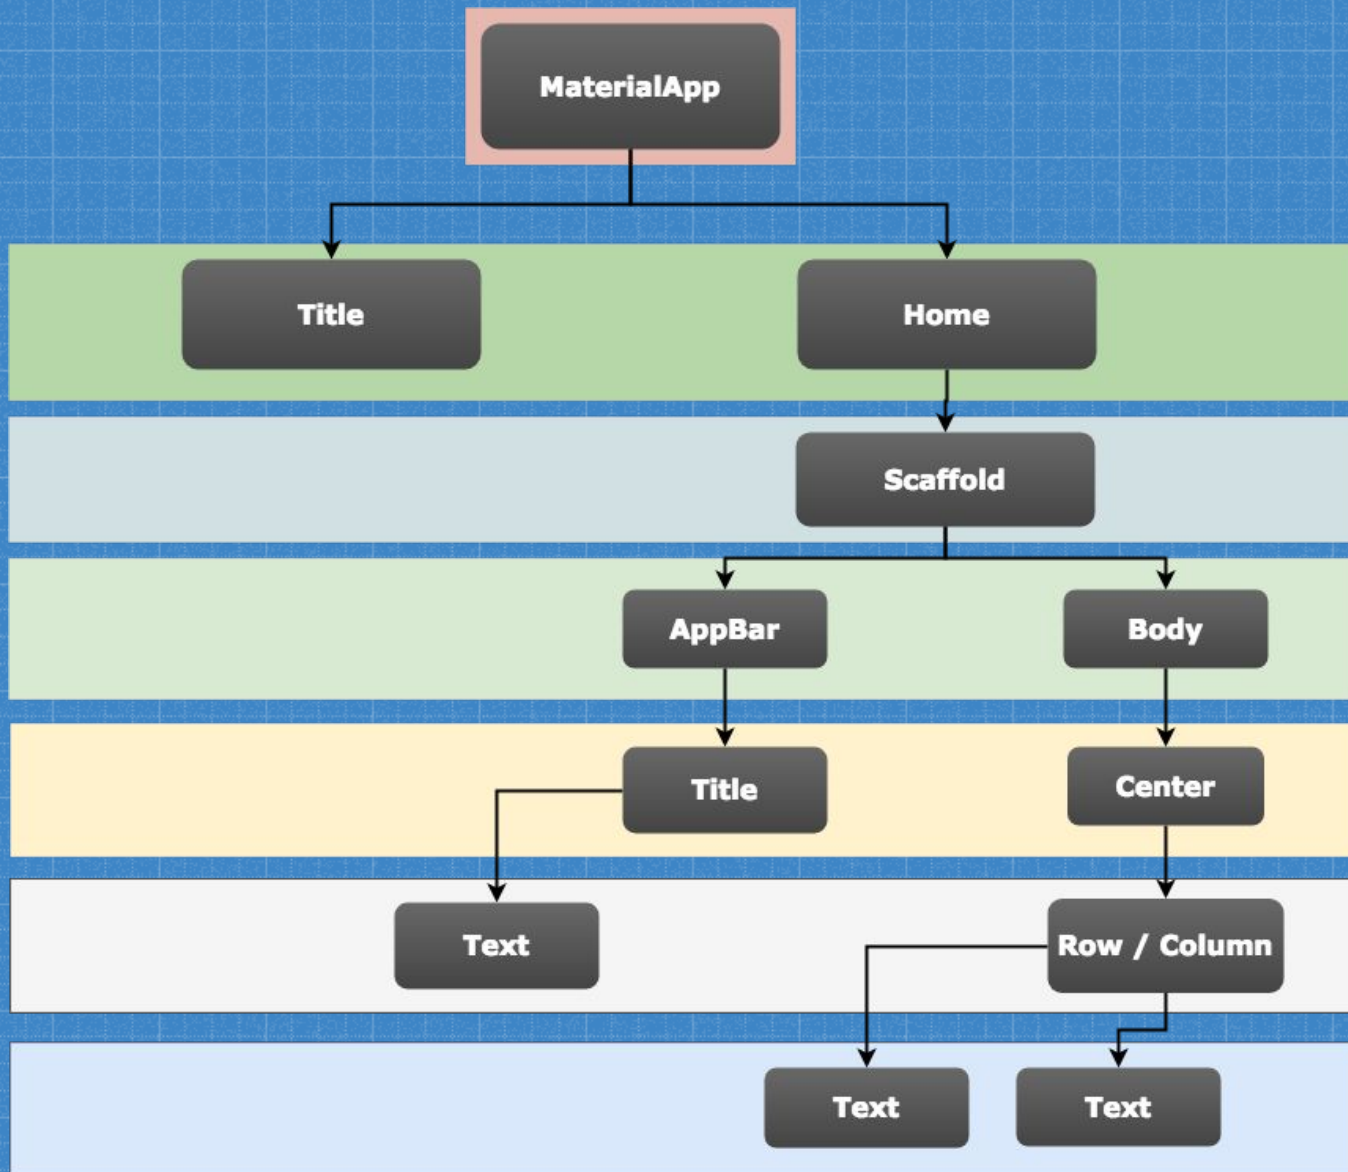 MaterialApp
Title
Home
Scaffold
AppBar
Body
Title
Center
Text
Row / Column
Text
Text